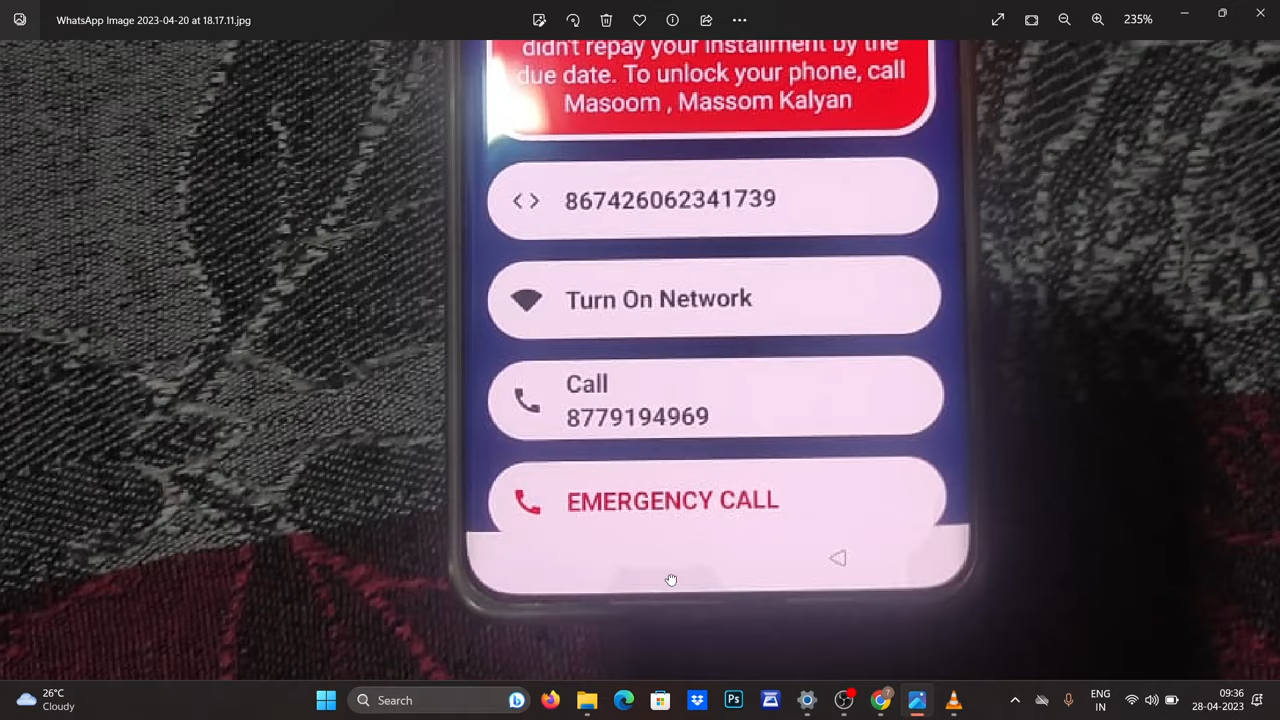 WhatsApp Image 2023-04-20 at 18.17.11.jpg
235%
didn't repay your installment by the
due date. To unlock your phone, call
Masoom , Massom Kalyan
867426062341739
Turn On Network
Call
8779194969
EMERGENCY CALL
26°C
Cloudy
Search
Ps
7
ENG
IN
09:36
28-04-2023